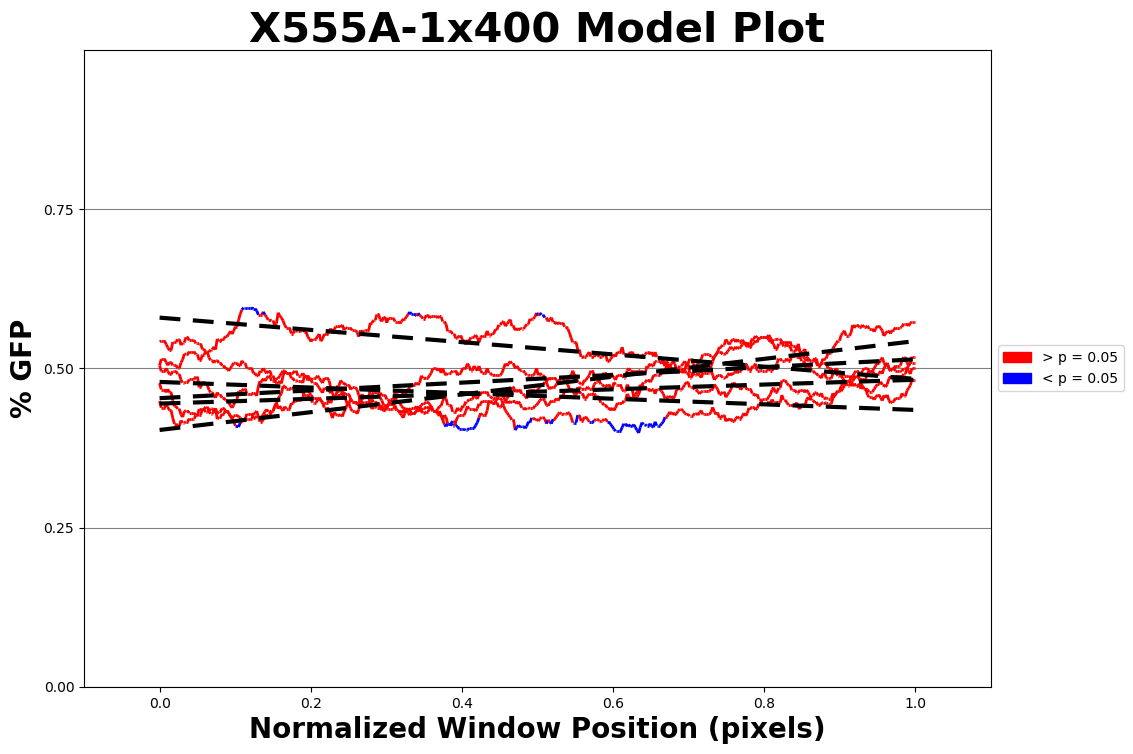 X555A-1x400 Model Plot
% GFP
0.75
0.50
0.25
0.00
0.0 0.2 0.4 0.6 0.8 1.0
Normalized Window Position (pixels)
> p = 0.05
< p = 0.05